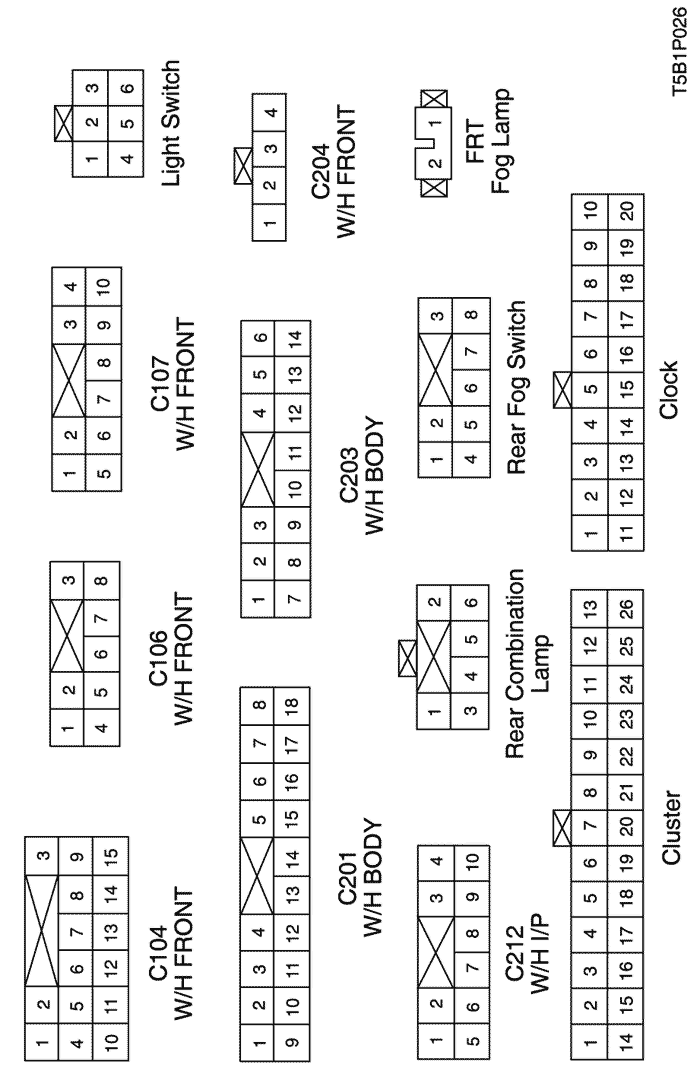 1 2 3
4 5 6 7 8 9
10 11 12 13 14 15
C104
W/H FRONT
1 2 3
4 5 6 7 8
C106
W/H FRONT
1 2 3 4
5 6 7 8 9 10
C107
W/H FRONT
1 2 3
4 5 6
Light Switch
1 2 3 4 5 6 7 8
9 10 11 12 13 14 15 16 17 18
C201
W/H BODY
1 2 3 4 5 6
7 8 9 10 11 12 13 14
C203
W/H BODY
1 2 3 4
C204
W/H FRONT
1 2 3 4
5 6 7 8 9 10
C212
W/H I/P
1 2
3 4 5 6
Rear Combination
Lamp
1 2 3
4 5 6 7 8
Rear Fog Switch
2 1
FRT
Fog Lamp
1 2 3 4 5 6 7 8 9 10 11 12 13
14 15 16 17 18 19 20 21 22 23 24 25 26
Cluster
1 2 3 4 5 6 7 8 9 10
11 12 13 14 15 16 17 18 19 20
Clock
T5B1P026